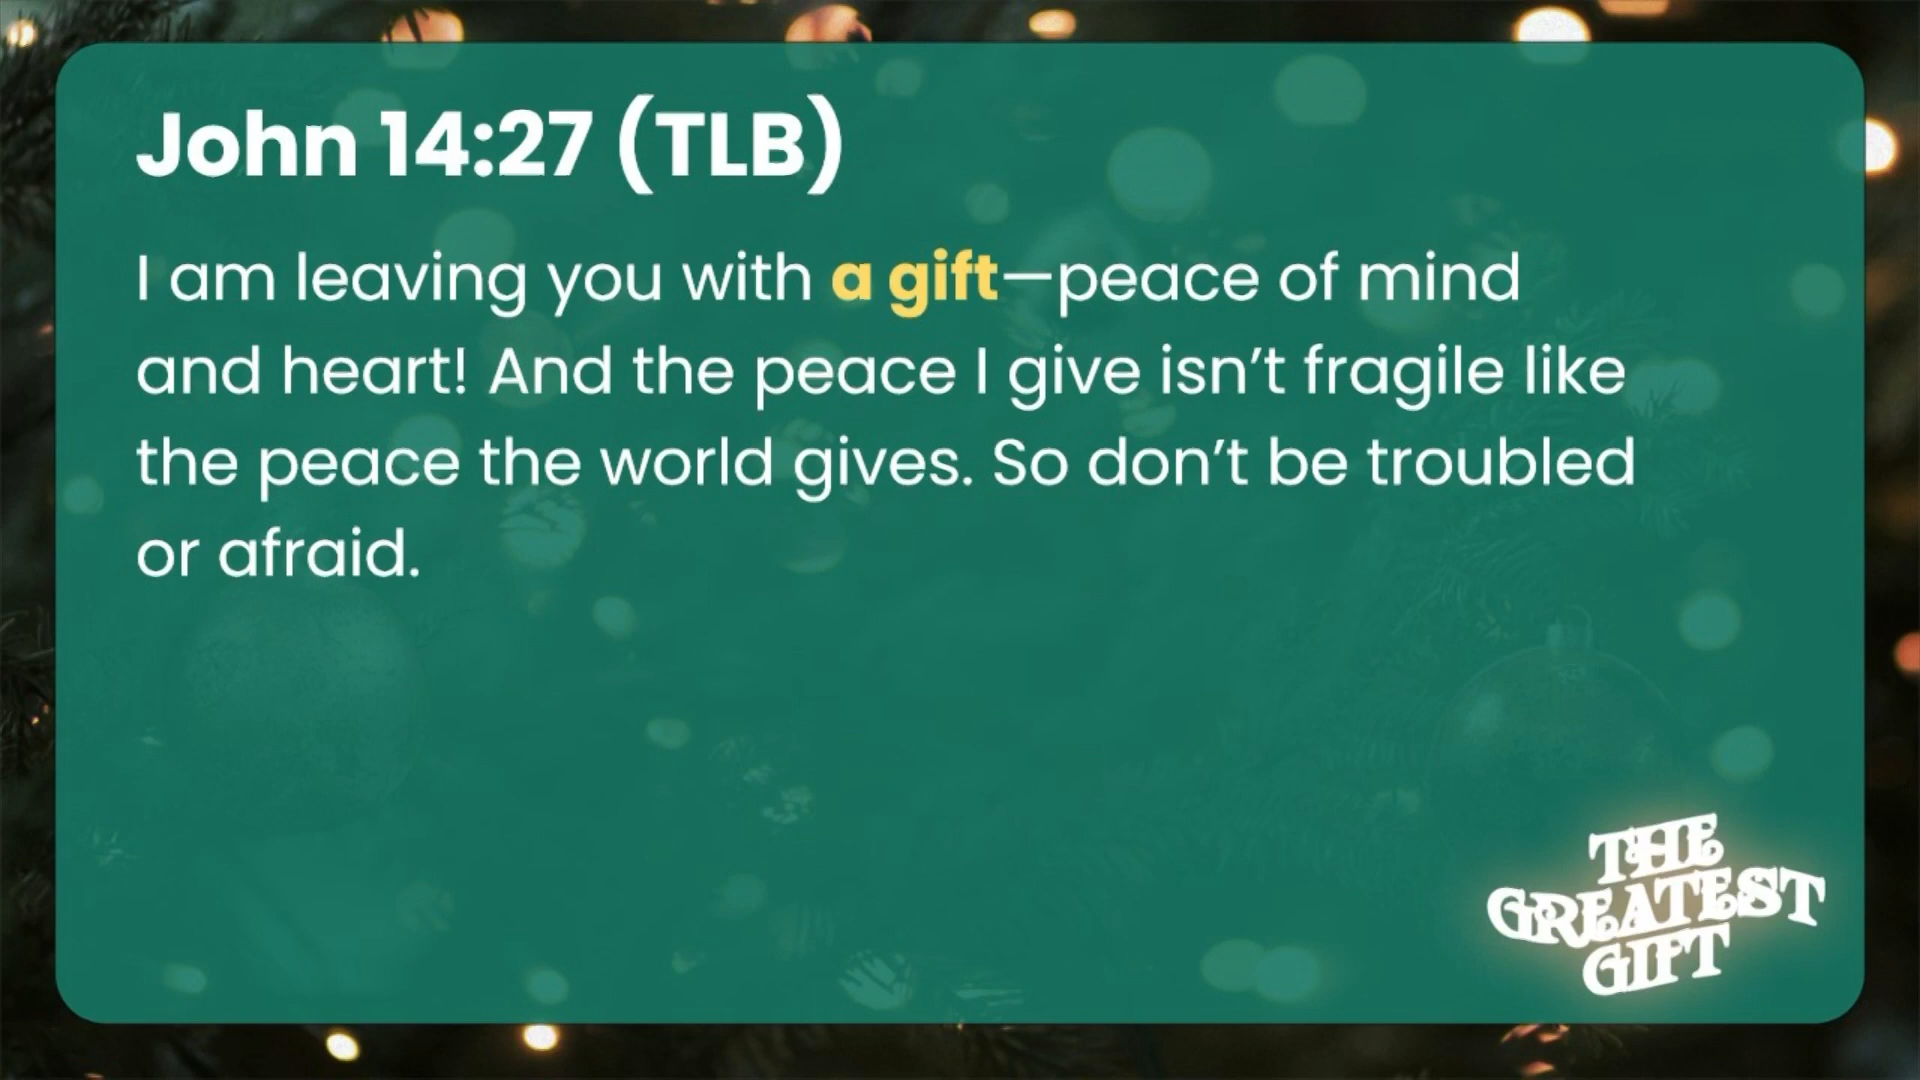 John 14:27 (TLB)
I am leaving you with a gift—peace of mind
and heart! And the peace I give isn’t fragile like
the peace the world gives. So don’t be troubled
or afraid.
THE
GREATEST
GIFT